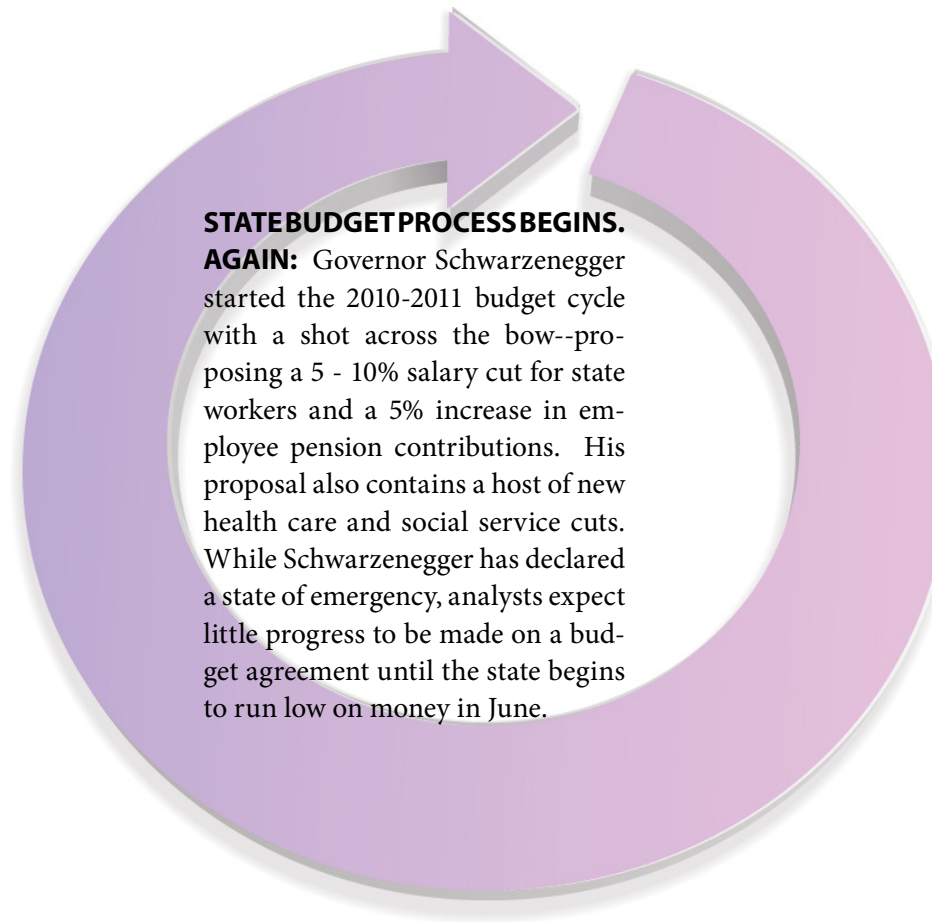 STATE BUDGET PROCESS BEGINS.
AGAIN: Governor Schwarzenegger
started the 2010-2011 budget cycle
with a shot across the bow--pro-
posing a 5 - 10% salary cut for state
workers and a 5% increase in em-
ployee pension contributions. His
proposal also contains a host of new
health care and social service cuts.
While Schwarzenegger has declared
a state of emergency, analysts expect
little progress to be made on a bud-
get agreement until the state begins
to run low on money in June.